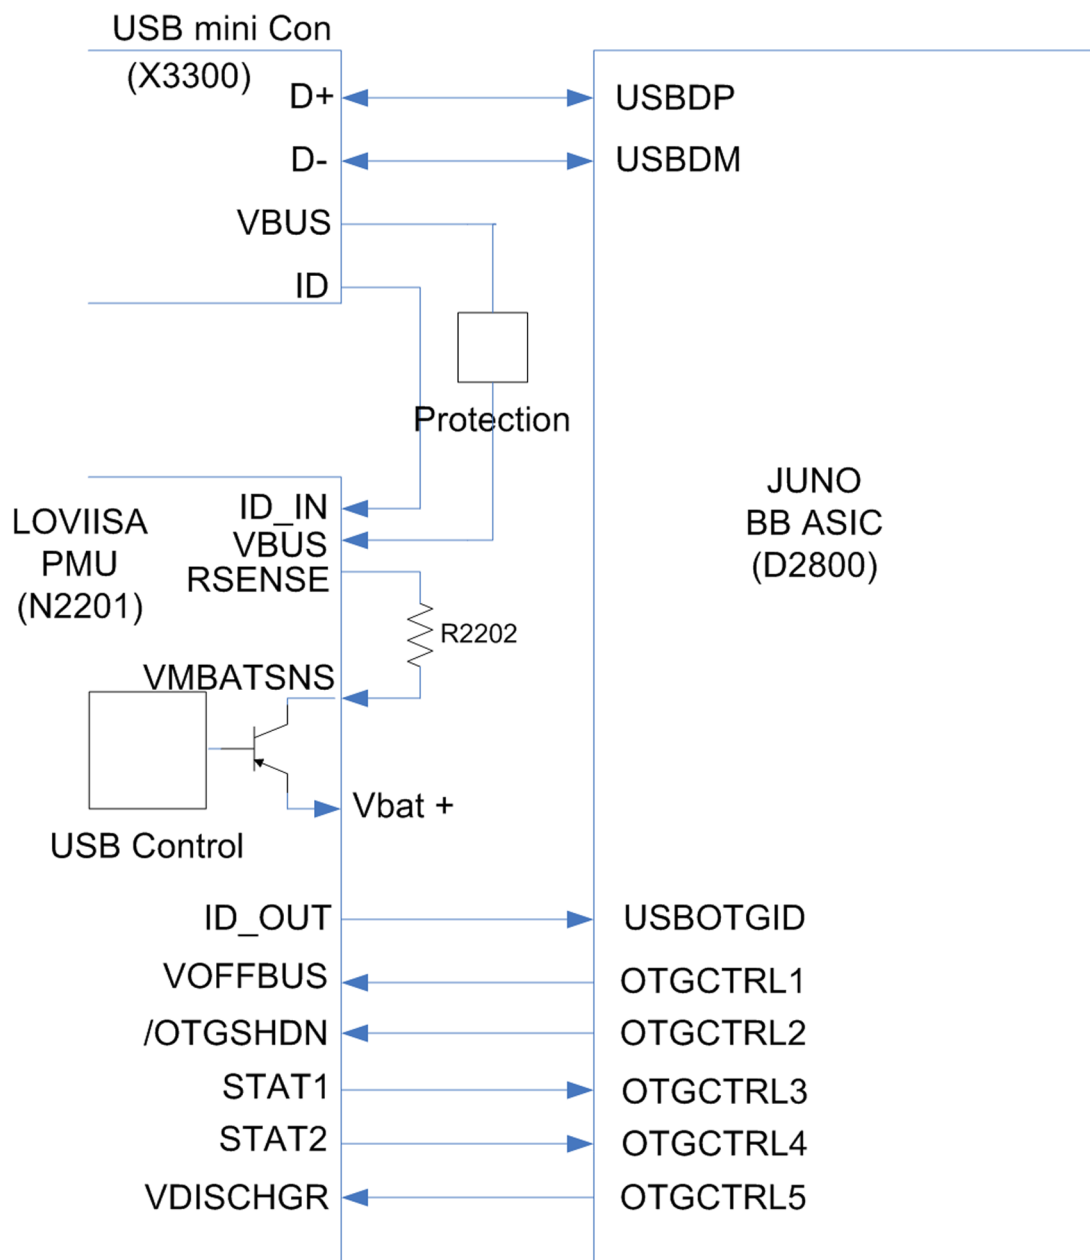 USB mini Con
(X3300)
D+
USBDP
D-
USBDM
VBUS
ID
Protection
ID_IN
VBUS
RSENSE
LOVIISA
PMU
(N2201)
JUNO
BB ASIC
(D2800)
R2202
VMBATSNS
Vbat +
USB Control
ID_OUT
USBOTGID
VOFFBUS
OTGCTRL1
/OTGSHDN
OTGCTRL2
STAT1
OTGCTRL3
STAT2
OTGCTRL4
VDISCHGR
OTGCTRL5